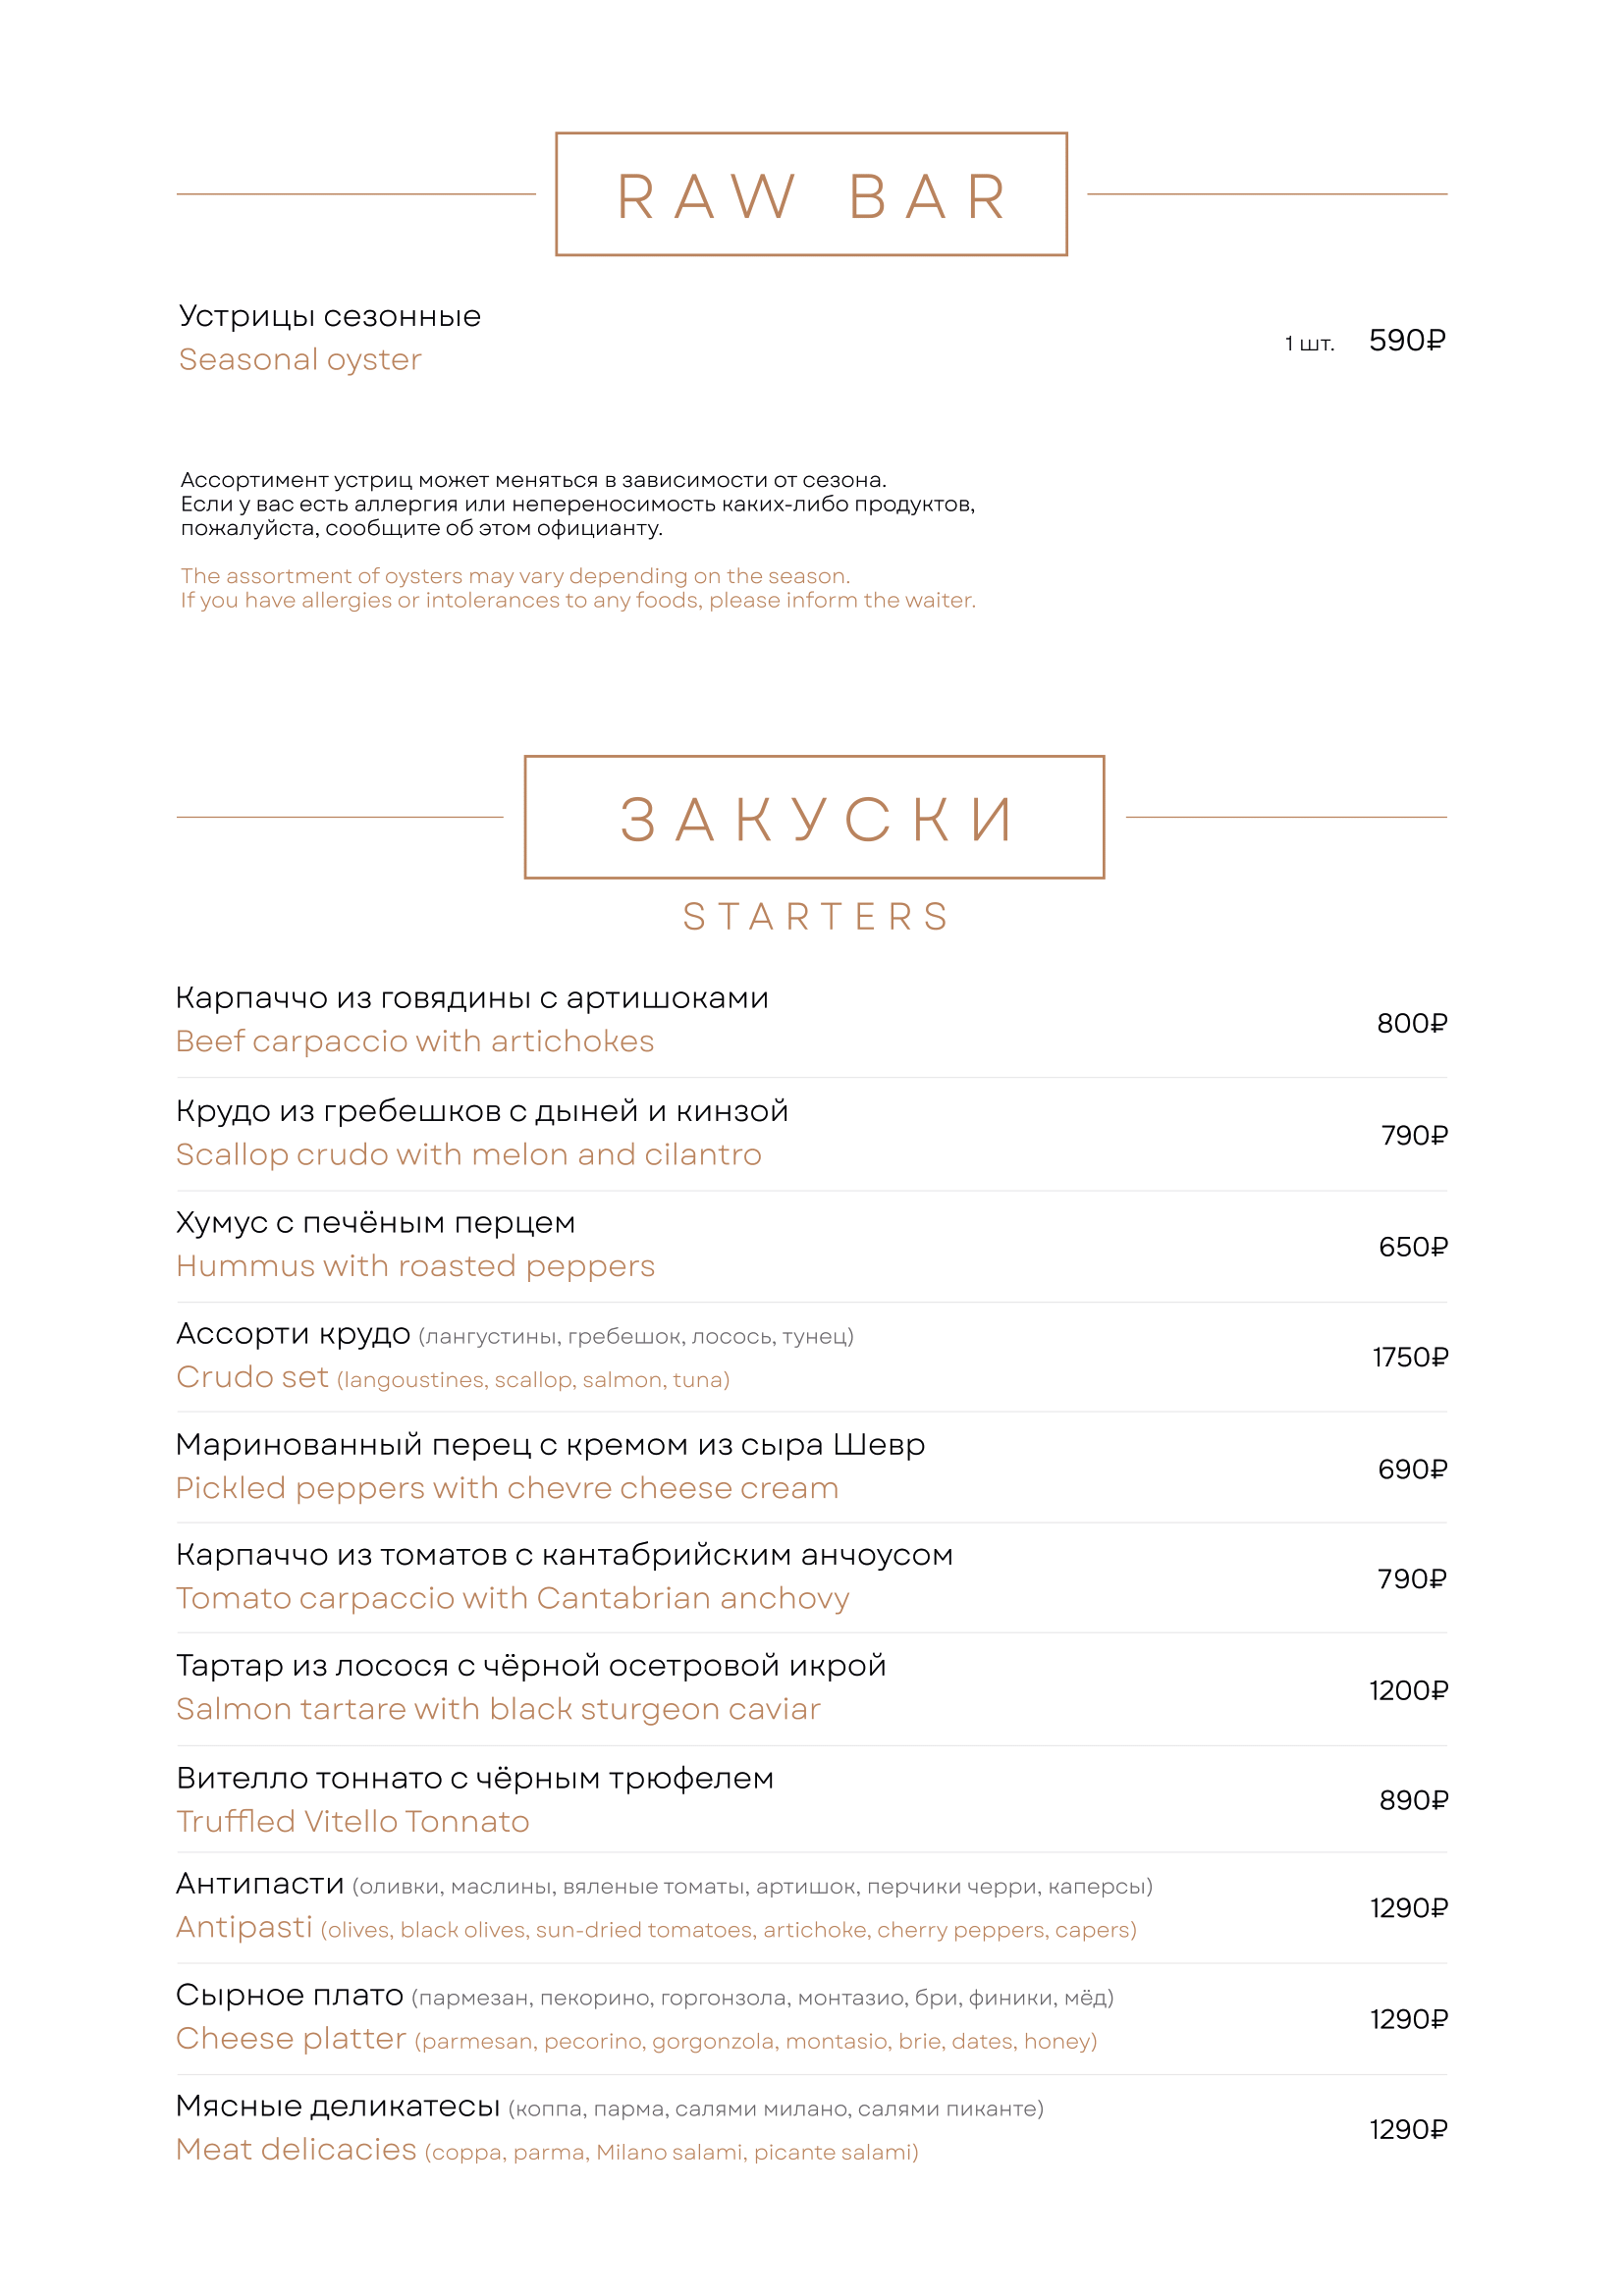 RAW BAR
Устрицы сезонные
Seasonal oyster
1 шт. 590₽
Ассортимент устриц может меняться в зависимости от сезона.
Если у вас есть аллергия или непереносимость каких-либо продуктов,
пожалуйста, сообщите об этом официанту.
The assortment of oysters may vary depending on the season.
If you have allergies or intolerances to any foods, please inform the waiter.
ЗАКУСКИ
STARTERS
Карпаччо из говядины с артишоками
Beef carpaccio with artichokes
800₽
Крудо из гребешков с дыней и кинзой
Scallop crudo with melon and cilantro
790₽
Хумус с печёным перцем
Hummus with roasted peppers
650₽
Ассорти крудо (лангустины, гребешок, лосось, тунец)
Crudo set (langoustines, scallop, salmon, tuna)
1750₽
Маринованный перец с кремом из сыра Шевр
Pickled peppers with chevre cheese cream
690₽
Карпаччо из томатов с кантабрийским анчоусом
Tomato carpaccio with Cantabrian anchovy
790₽
Тартар из лосося с чёрной осетровой икрой
Salmon tartare with black sturgeon caviar
1200₽
Вителло тоннато с чёрным трюфелем
Truffled Vitello Tonnato
890₽
Антипасти (оливки, маслины, вяленые томаты, артишок, перчики черри, каперсы)
Antipasti (olives, black olives, sun-dried tomatoes, artichoke, cherry peppers, capers)
1290₽
Сырное плато (пармезан, пекорино, горгонзола, монтазио, бри, финики, мёд)
Cheese platter (parmesan, pecorino, gorgonzola, montasio, brie, dates, honey)
1290₽
Мясные деликатесы (коппа, парма, салями милано, салями пиканте)
Meat delicacies (coppa, parma, Milano salami, picante salami)
1290₽